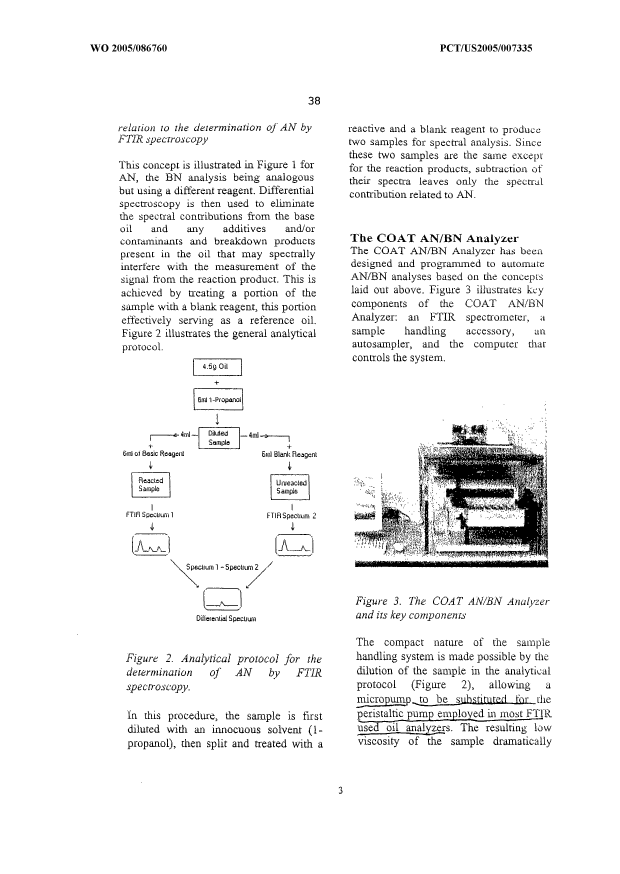 WO 2005/086760
PCT/US2005/007335
38
relation to the determination of AN by
FTIR spectroscopy
This concept is illustrated in Figure 1 for
AN, the BN analysis being analogous
but using a different reagent. Differential
spectroscopy is then used to eliminate
the spectral contributions from the base
oil and any additives and/or
contaminants and breakdown products
present in the oil that may spectrally
interfere with the measurement of the
signal from the reaction product. This is
achieved by treating a portion of the
sample with a blank reagent, this portion
effectively serving as a reference oil.
Figure 2 illustrates the general analytical
protocol.
4.5g Oil
+
6ml 1-Propanol
4ml
Diluted
Sample
4ml
+
6ml of Basic Reagent
+
6ml Blank Reagent
Reacted
Sample
Unreacted
Sample
FTIR Spectrum 1
FTIR Spectrum 2
Spectrum 1 - Spectrum 2
Differential Spectrum
Figure 2. Analytical protocol for the
determination of AN by FTIR
spectroscopy.
In this procedure, the sample is first
diluted with an innocuous solvent (1-
propanol), then split and treated with a
reactive and a blank reagent to produce
two samples for spectral analysis. Since
these two samples are the same except
for the reaction products, subtraction of
their spectra leaves only the spectral
contribution related to AN.
The COAT AN/BN Analyzer
The COAT AN/BN Analyzer has been
designed and programmed to automate
AN/BN analyses based on the concepts
laid out above. Figure 3 illustrates key
components of the COAT AN/BN
Analyzer: an FTIR spectrometer, a
sample handling accessory, an
autosampler, and the computer that
controls the system.
Figure 3. The COAT AN/BN Analyzer
and its key components
The compact nature of the sample
handling system is made possible by the
dilution of the sample in the analytical
protocol (Figure 2), allowing a
micropump to be substituted for the
peristaltic pump employed in most FTIR
used oil analyzers. The resulting low
viscosity of the sample dramatically
3